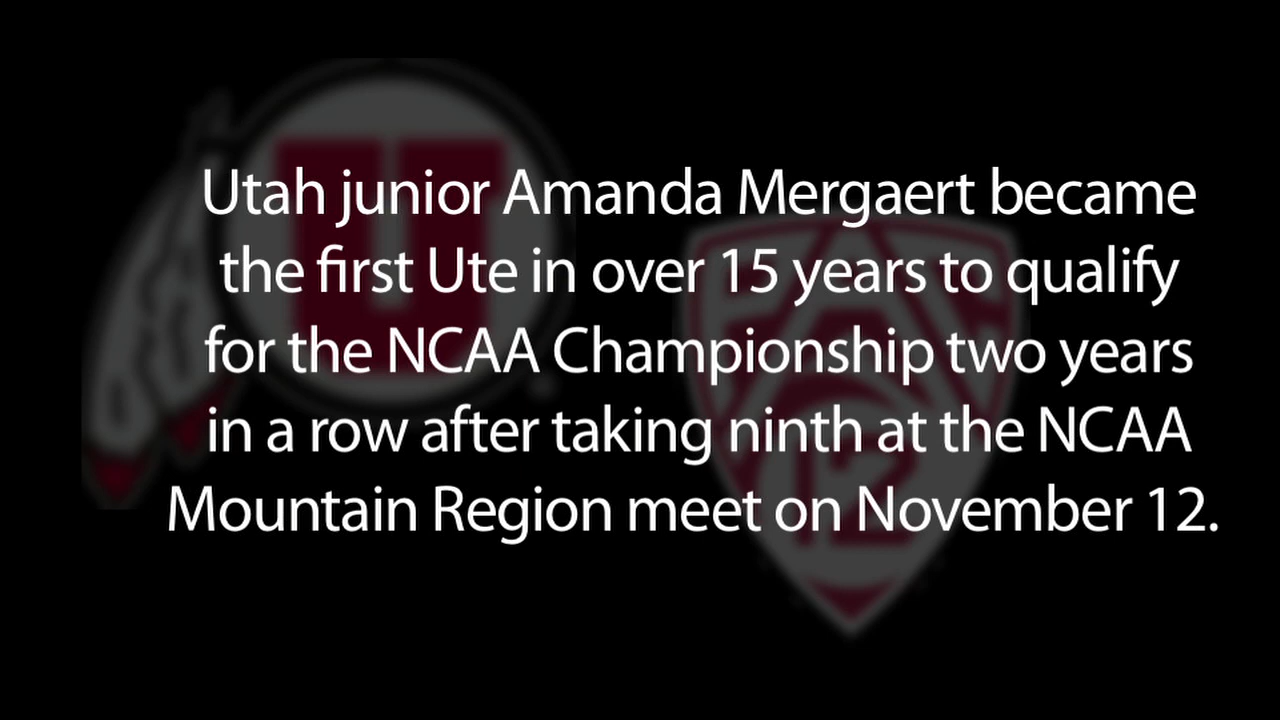 Utah junior Amanda Mergaert became
the first Ute in over 15 years to qualify
for the NCAA Championship two years
in a row after taking ninth at the NCAA
Mountain Region meet on November 12.
U
12